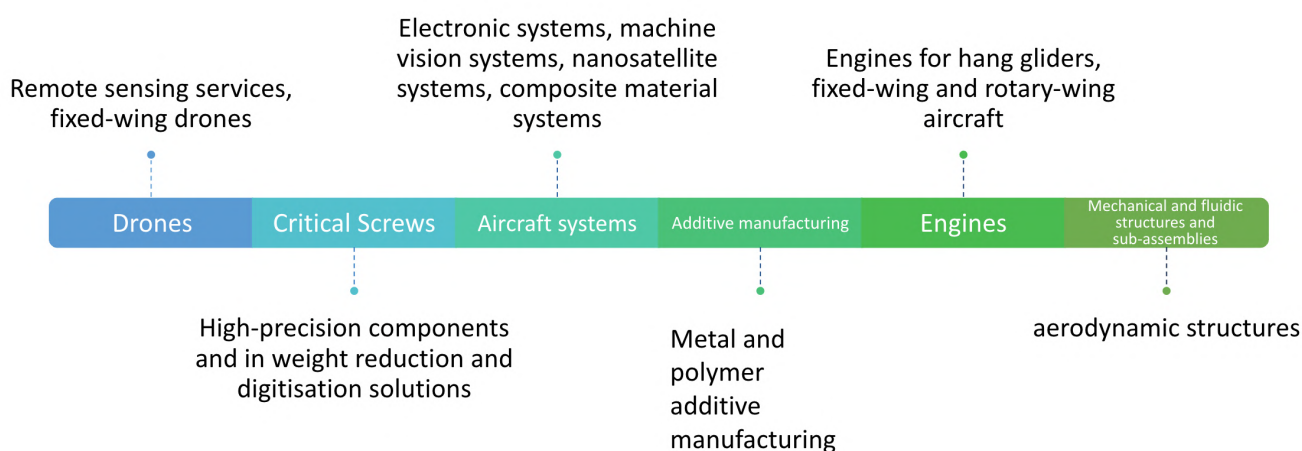 Electronic systems, machine
vision systems, nanosatellite
systems, composite material
systems
Remote sensing services,
fixed-wing drones
Engines for hang gliders,
fixed-wing and rotary-wing
aircraft
Drones
Critical Screws
Aircraft systems
Additive manufacturing
Engines
Mechanical and fluidic
structures and
sub-assemblies
High-precision components
and in weight reduction and
digitisation solutions
Metal and
polymer
additive
manufacturing
aerodynamic structures